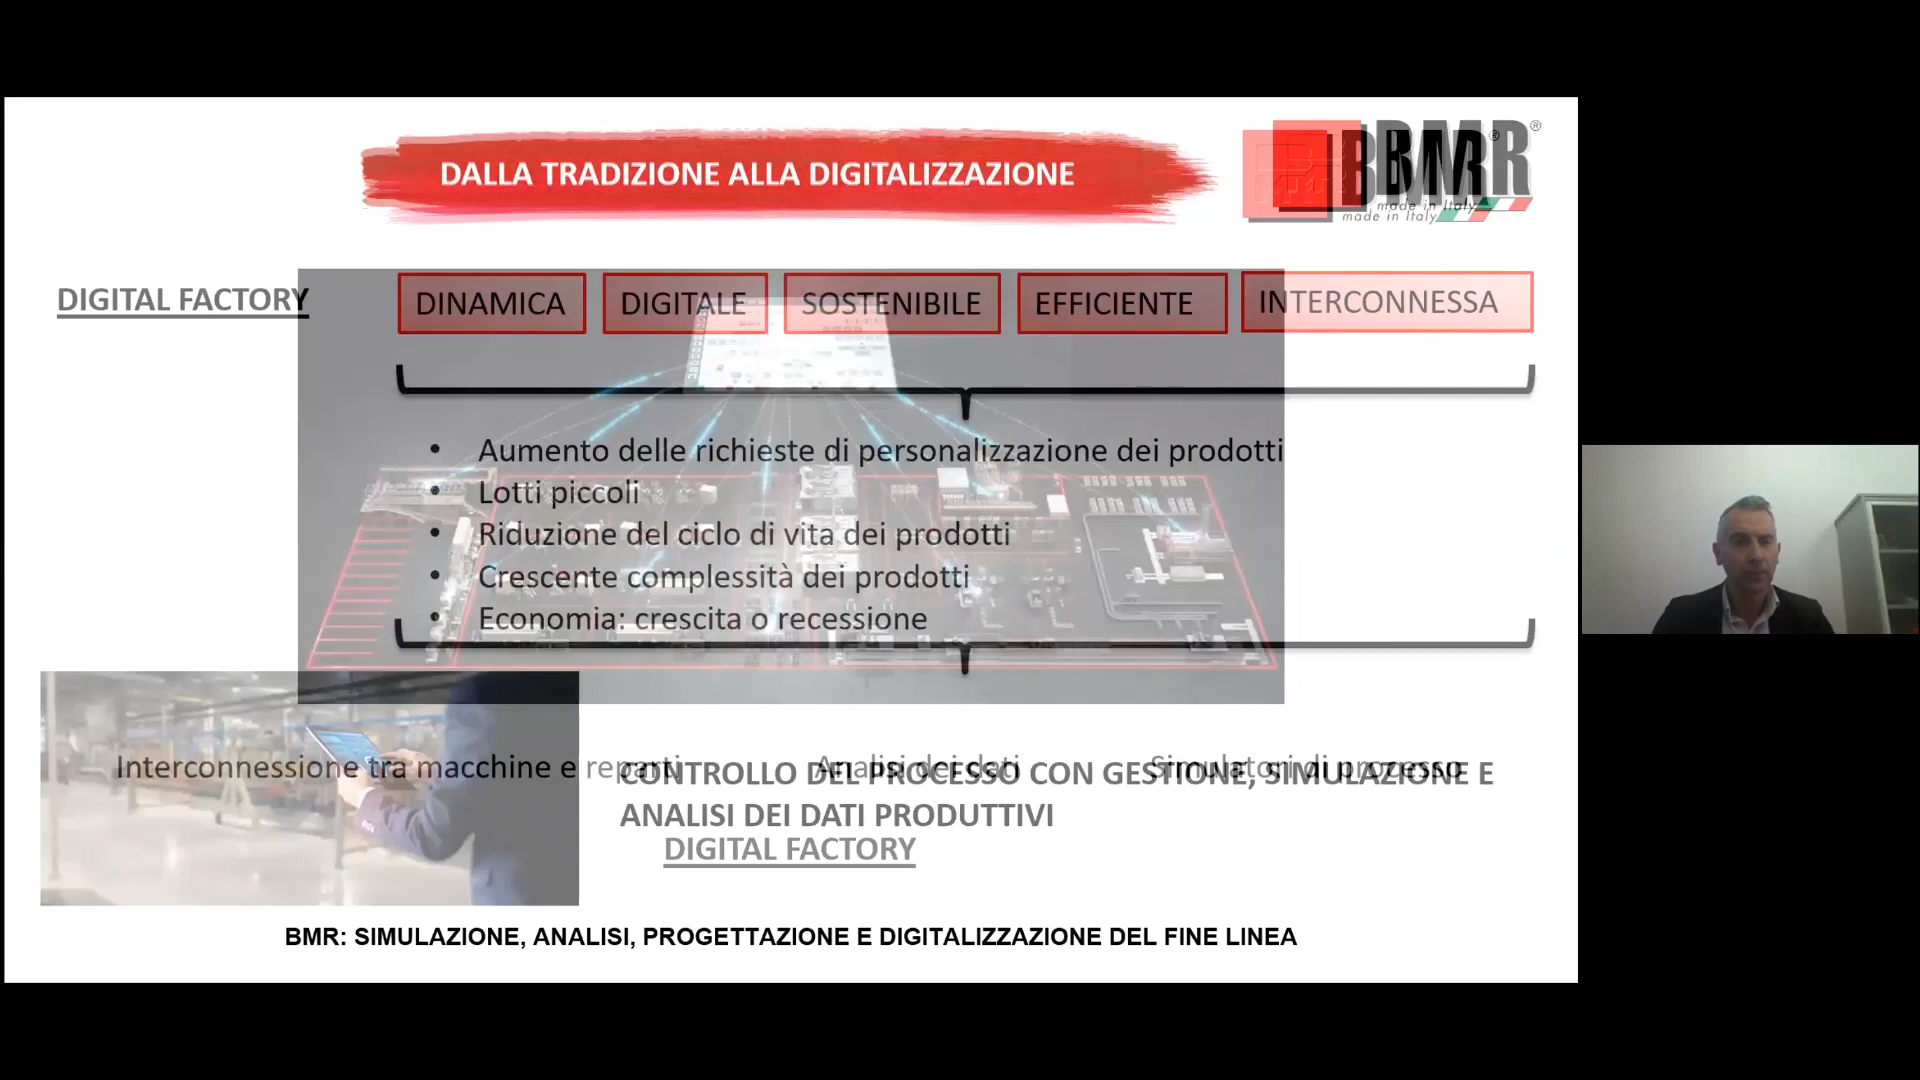 DALLA TRADIZIONE ALLA DIGITALIZZAZIONE
BMR®
made in Italy
BMR®
made in Italy
DIGITAL FACTORY
DINAMICA
DIGITALE
SOSTENIBILE
EFFICIENTE
INTERCONNESSA
• Aumento delle richieste di personalizzazione dei prodotti
• Lotti piccoli
• Riduzione del ciclo di vita dei prodotti
• Crescente complessità dei prodotti
• Economia: crescita o recessione
Interconnessione tra macchine e reparti
Analisi dei dati
Simulatori di processo
CONTROLLO DEL PROCESSO CON GESTIONE, SIMULAZIONE E
ANALISI DEI DATI PRODUTTIVI
DIGITAL FACTORY
BMR: SIMULAZIONE, ANALISI, PROGETTAZIONE E DIGITALIZZAZIONE DEL FINE LINEA